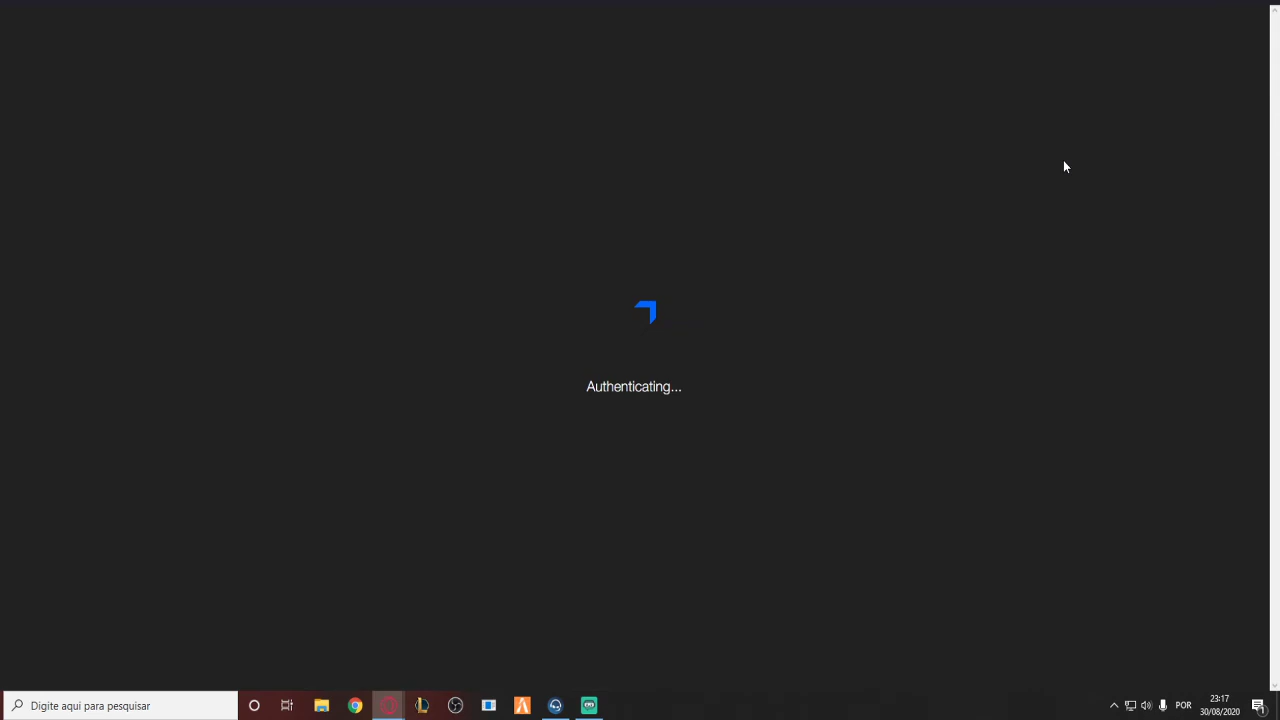 Authenticating...
Digite aqui para pesquisar
POR
23:17
30/08/2020